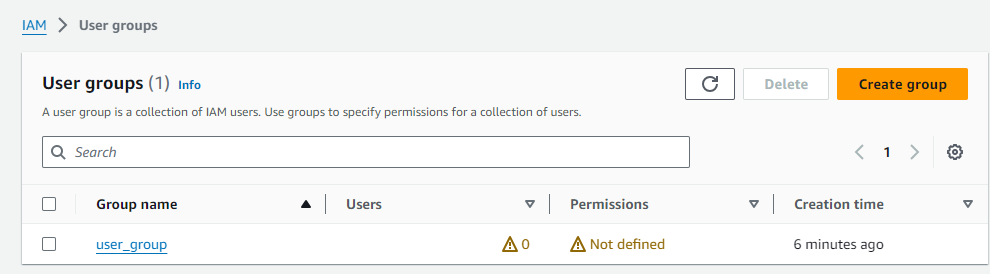 IAM > User groups
User groups (1) Info
Delete
Create group
A user group is a collection of IAM users. Use groups to specify permissions for a collection of users.
Search
1
Group name Users Permissions Creation time
user_group 0 Not defined 6 minutes ago